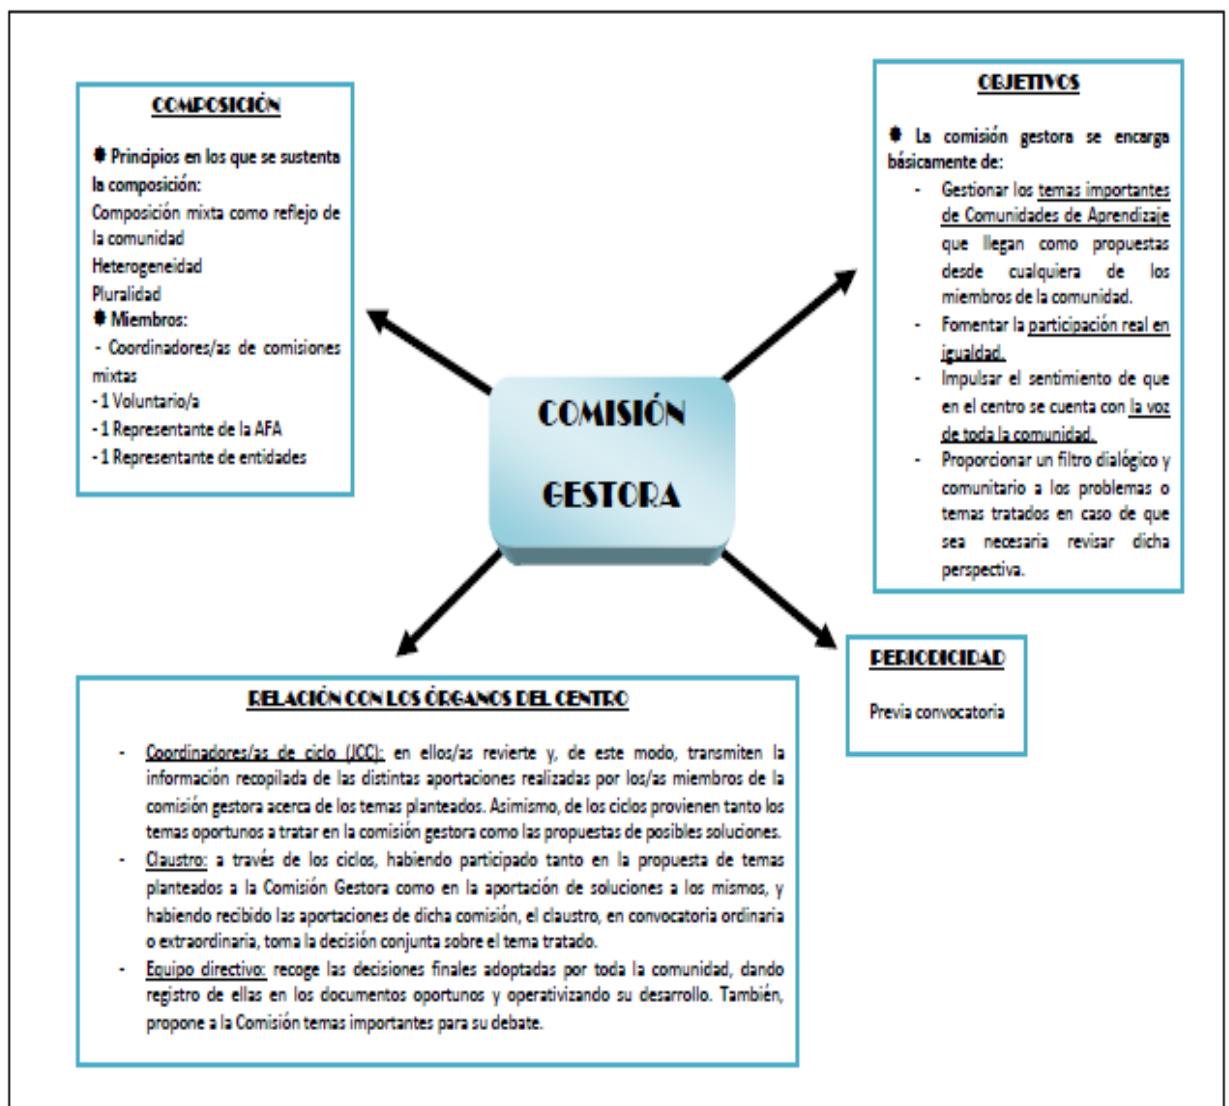 COMPOSICIÓN
✹ Principios en los que se sustenta
la composición:
Composición mixta como reflejo de
la comunidad
Heterogeneidad
Pluralidad
✹ Miembros:
- Coordinadores/as de comisiones
mixtas
- 1 Voluntario/a
- 1 Representante de la AFA
- 1 Representante de entidades
OBJETIVOS
✹ La comisión gestora se encarga
básicamente de:
- Gestionar los temas importantes
de Comunidades de Aprendizaje
que llegan como propuestas
desde cualquiera de los
miembros de la comunidad.
- Fomentar la participación real en
igualdad.
- Impulsar el sentimiento de que
en el centro se cuenta con la voz
de toda la comunidad.
- Proporcionar un filtro dialógico y
comunitario a los problemas o
temas tratados en caso de que
sea necesaria revisar dicha
perspectiva.
COMISIÓN
GESTORA
PERIODICIDAD
Previa convocatoria
RELACIÓN CON LOS ÓRGANOS DEL CENTRO
- Coordinadores/as de ciclo (JCC): en ellos/as revierte y, de este modo, transmiten la
información recopilada de las distintas aportaciones realizadas por los/as miembros de la
comisión gestora acerca de los temas planteados. Asimismo, de los ciclos provienen tanto los
temas oportunos a tratar en la comisión gestora como las propuestas de posibles soluciones.
- Claustro: a través de los ciclos, habiendo participado tanto en la propuesta de temas
planteados a la Comisión Gestora como en la aportación de soluciones a los mismos, y
habiendo recibido las aportaciones de dicha comisión, el claustro, en convocatoria ordinaria
o extraordinaria, toma la decisión conjunta sobre el tema tratado.
- Equipo directivo: recoge las decisiones finales adoptadas por toda la comunidad, dando
registro de ellas en los documentos oportunos y operativizando su desarrollo. También,
propone a la Comisión temas importantes para su debate.